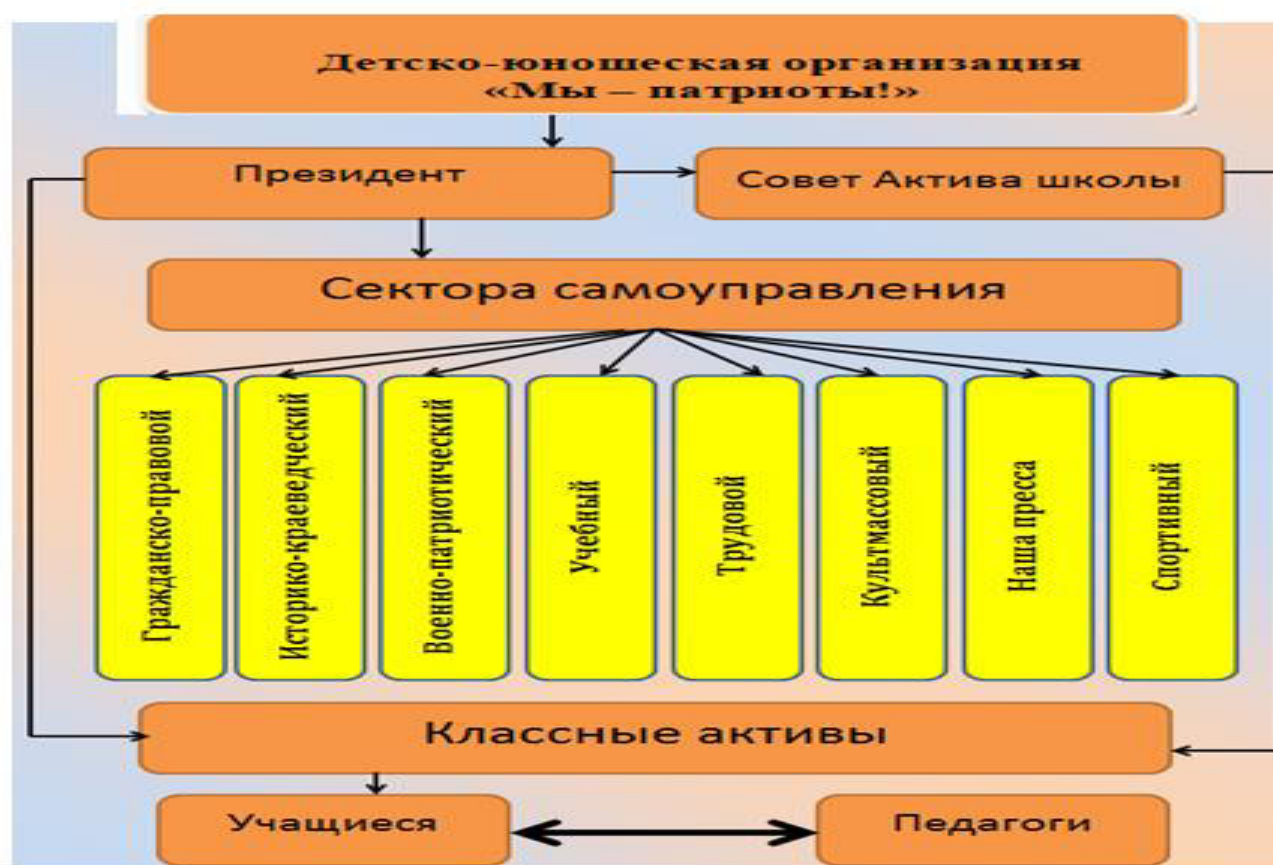 Детско-юношеская организация
«Мы – патриоты!»
Президент
Совет Актива школы
Сектора самоуправления
Гражданско-правовой
Историко-краеведческий
Военно-патриотический
Учебный
Трудовой
Культмассовый
Наша пресса
Спортивный
Классные активы
Учащиеся
Педагоги